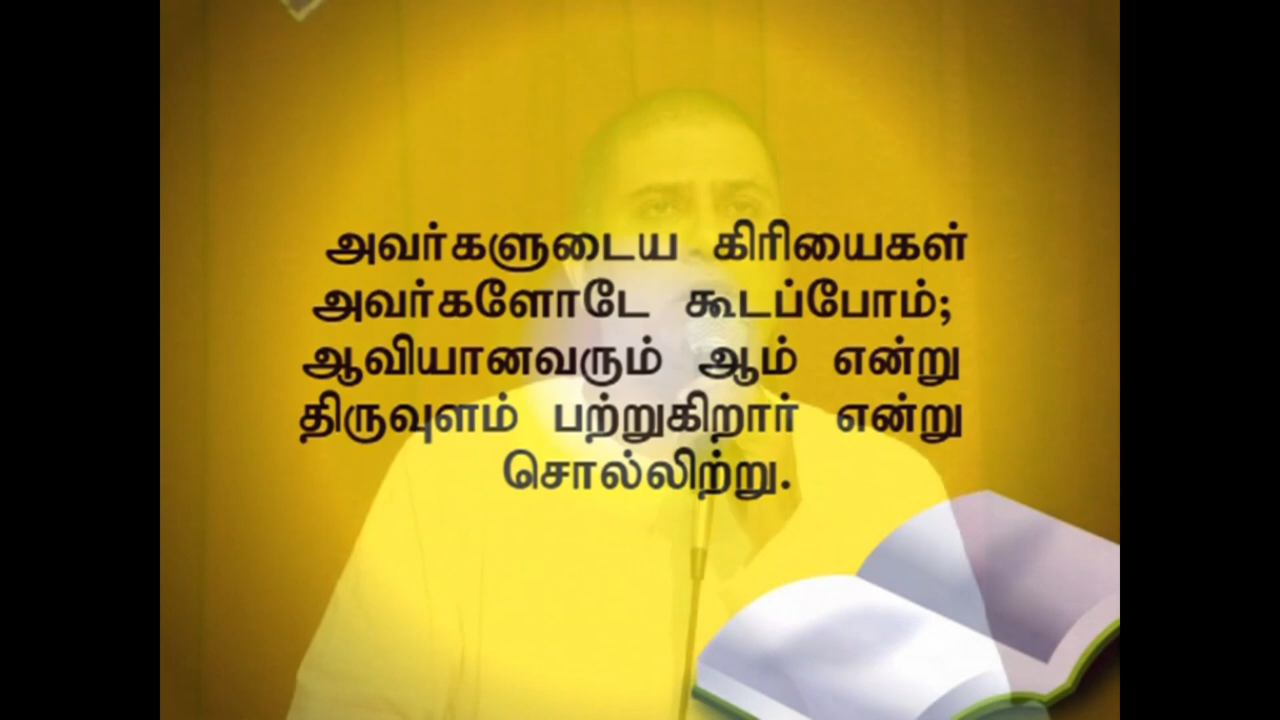 அவர்களுடைய கிரியைகள்
அவர்களோடே கூடப்போம்;
ஆவியானவரும் ஆம் என்று
திருவுளம் பற்றுகிறார் என்று
சொல்லிற்று.